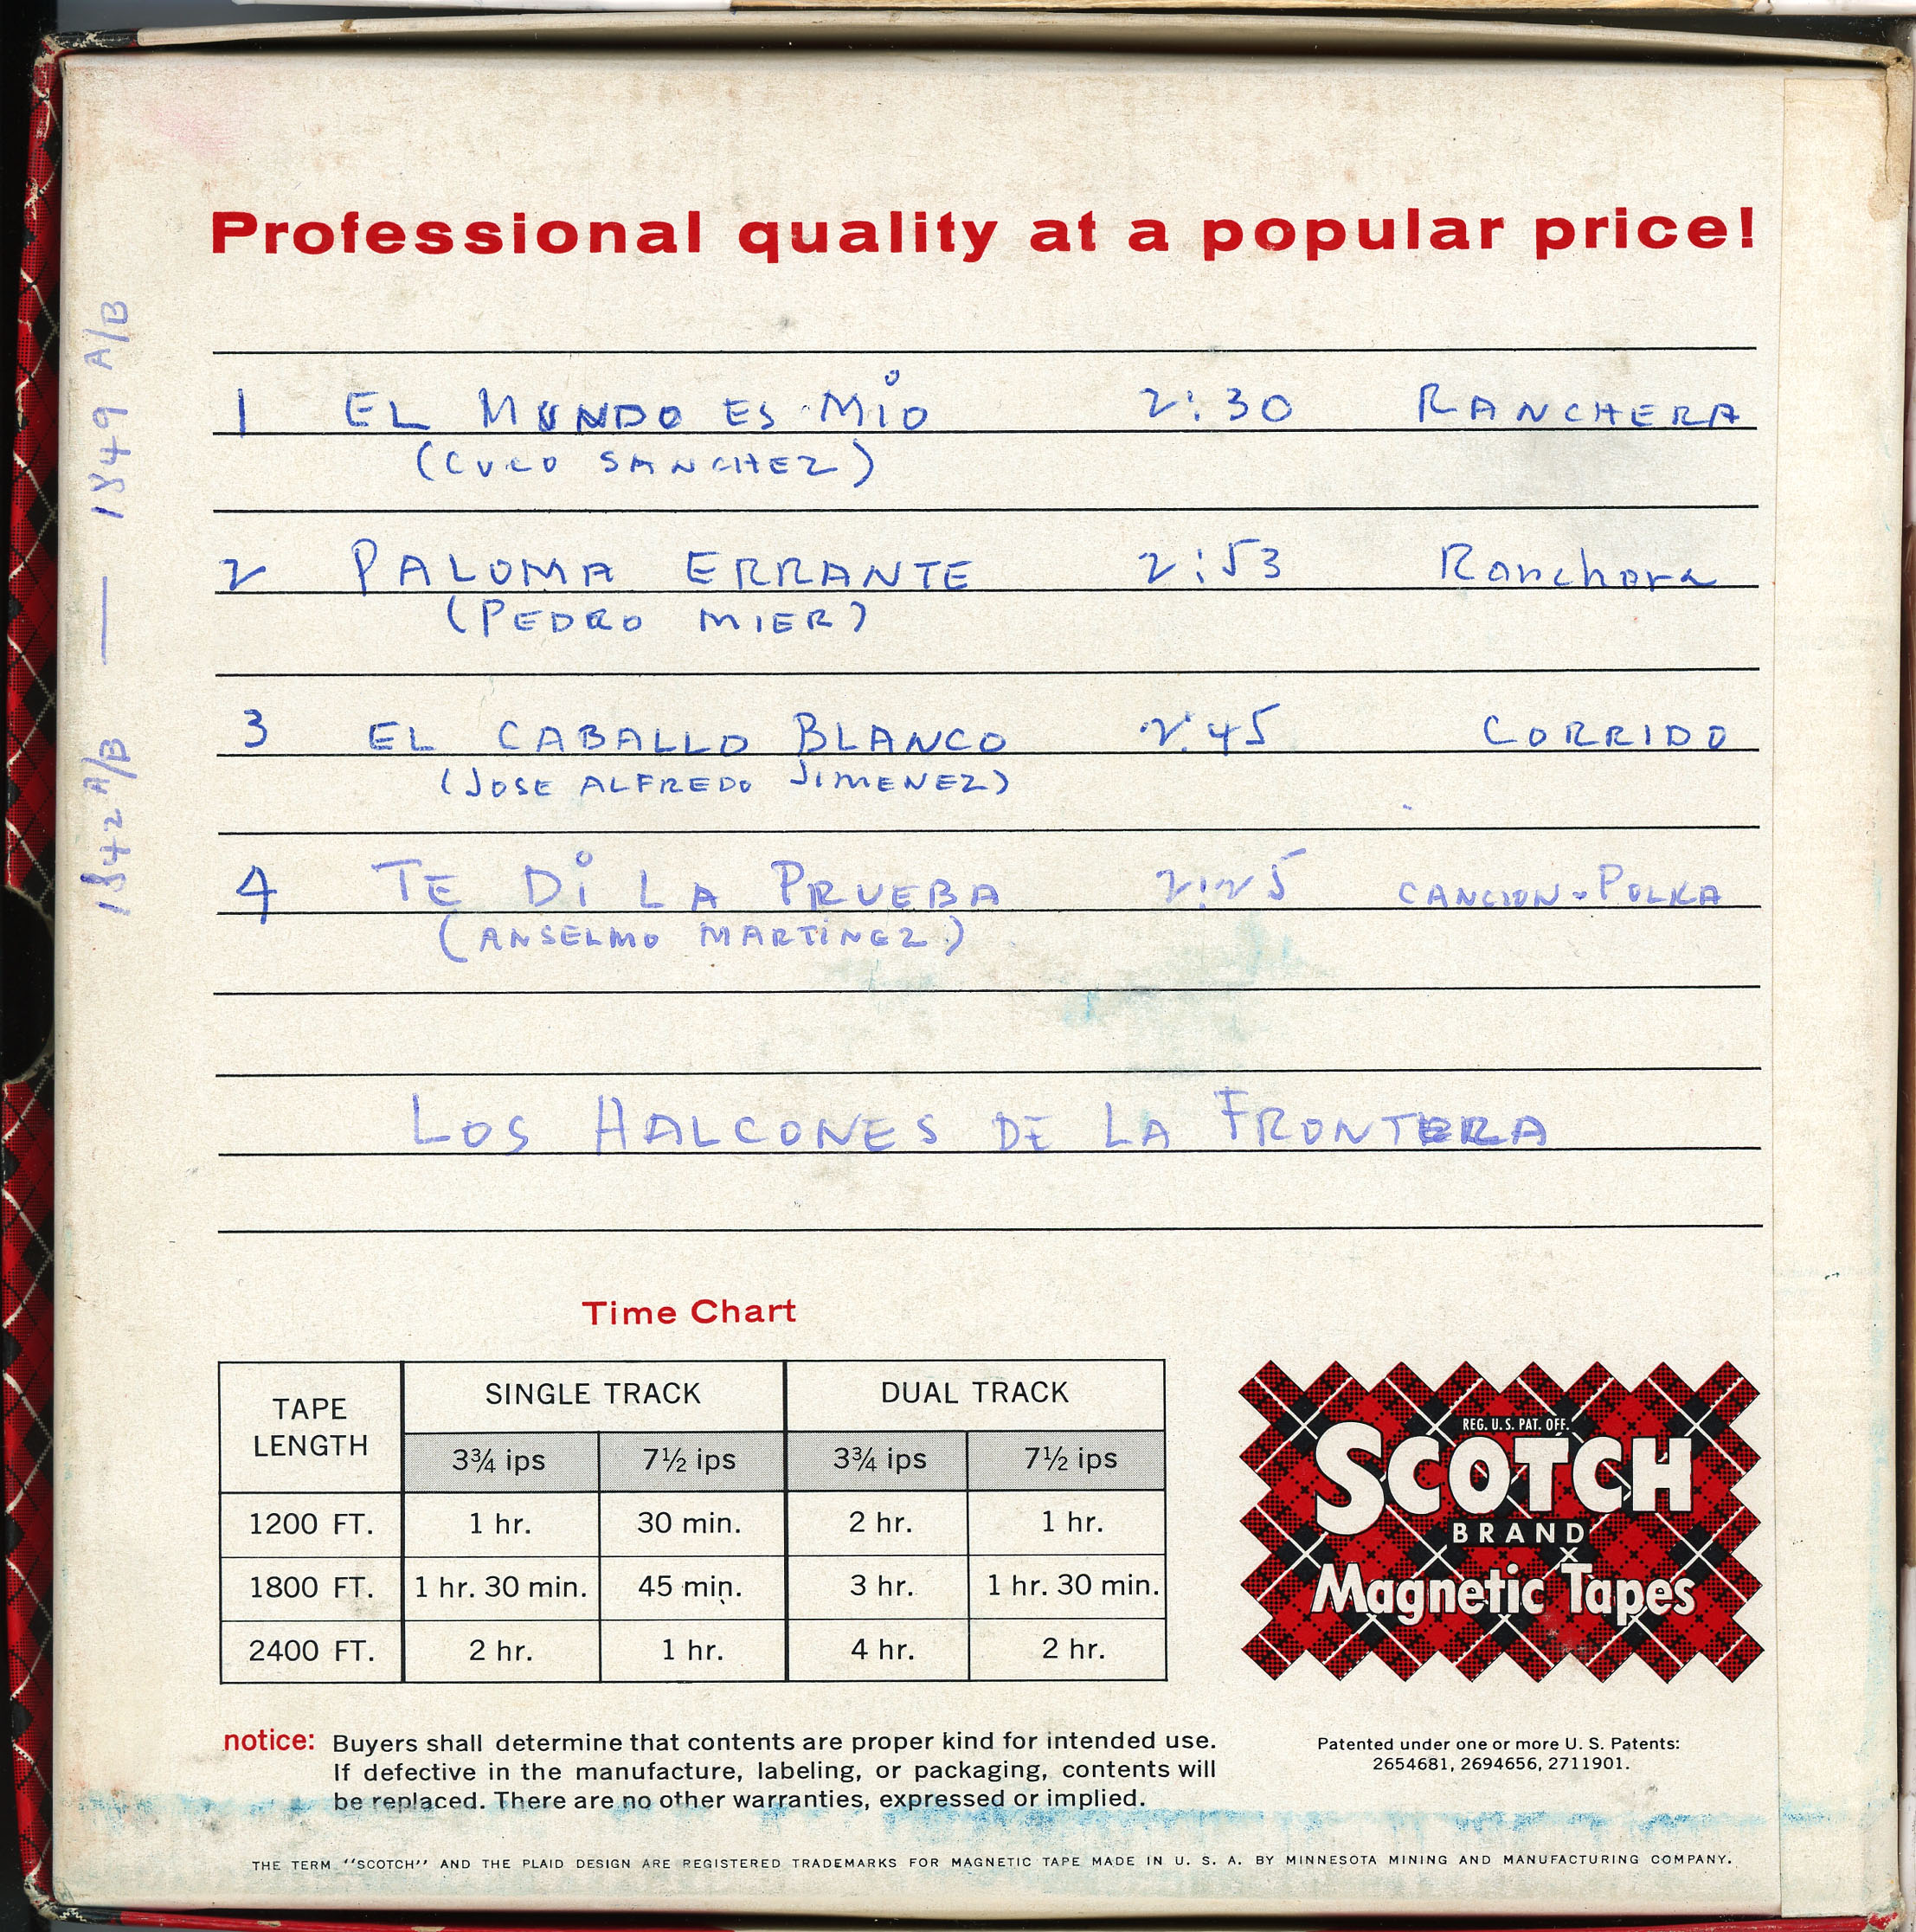 Professional quality at a popular price!
1842 A/B — 1849 A/B
1 EL MUNDO ES MIO 2:30 RANCHERA
(CUCO SANCHEZ)
2 PALOMA ERRANTE 2:53 Ranchera
(PEDRO MIER)
3 EL CABALLO BLANCO 2:45 CORRIDO
(JOSE ALFREDO JIMENEZ)
4 TE DI LA PRUEBA 2:25 CANCION-POLKA
(ANSELMO MARTINEZ)
LOS HALCONES DE LA FRONTERA
Time Chart
TAPE LENGTH SINGLE TRACK DUAL TRACK
3¾ ips 7½ ips 3¾ ips 7½ ips
1200 FT. 1 hr. 30 min. 2 hr. 1 hr.
1800 FT. 1 hr. 30 min. 45 min. 3 hr. 1 hr. 30 min.
2400 FT. 2 hr. 1 hr. 4 hr. 2 hr.
REG. U. S. PAT. OFF.
SCOTCH
BRAND
Magnetic Tapes
notice: Buyers shall determine that contents are proper kind for intended use.
If defective in the manufacture, labeling, or packaging, contents will
be replaced. There are no other warranties, expressed or implied.
Patented under one or more U. S. Patents:
2654681, 2694656, 2711901.
THE TERM "SCOTCH" AND THE PLAID DESIGN ARE REGISTERED TRADEMARKS FOR MAGNETIC TAPE MADE IN U. S. A. BY MINNESOTA MINING AND MANUFACTURING COMPANY.